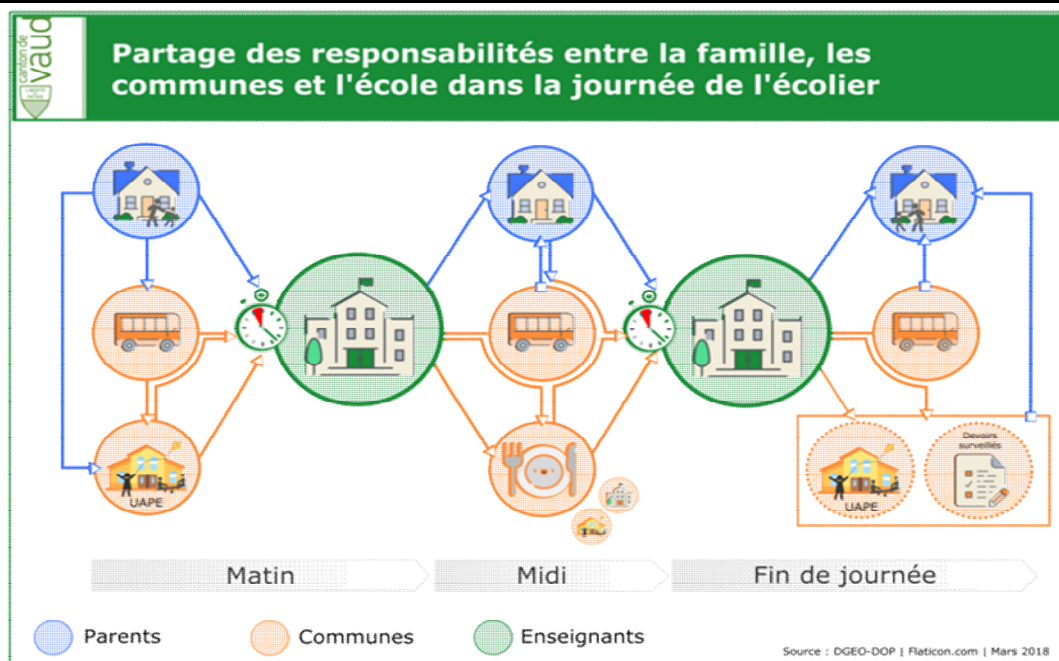 canton de
vaud
Partage des responsabilités entre la famille, les
communes et l'école dans la journée de l'écolier
UAPE
Devoirs
surveillés
UAPE
Matin
Midi
Fin de journée
Parents
Communes
Enseignants
Source : DGEO-DOP | Flaticon.com | Mars 2018